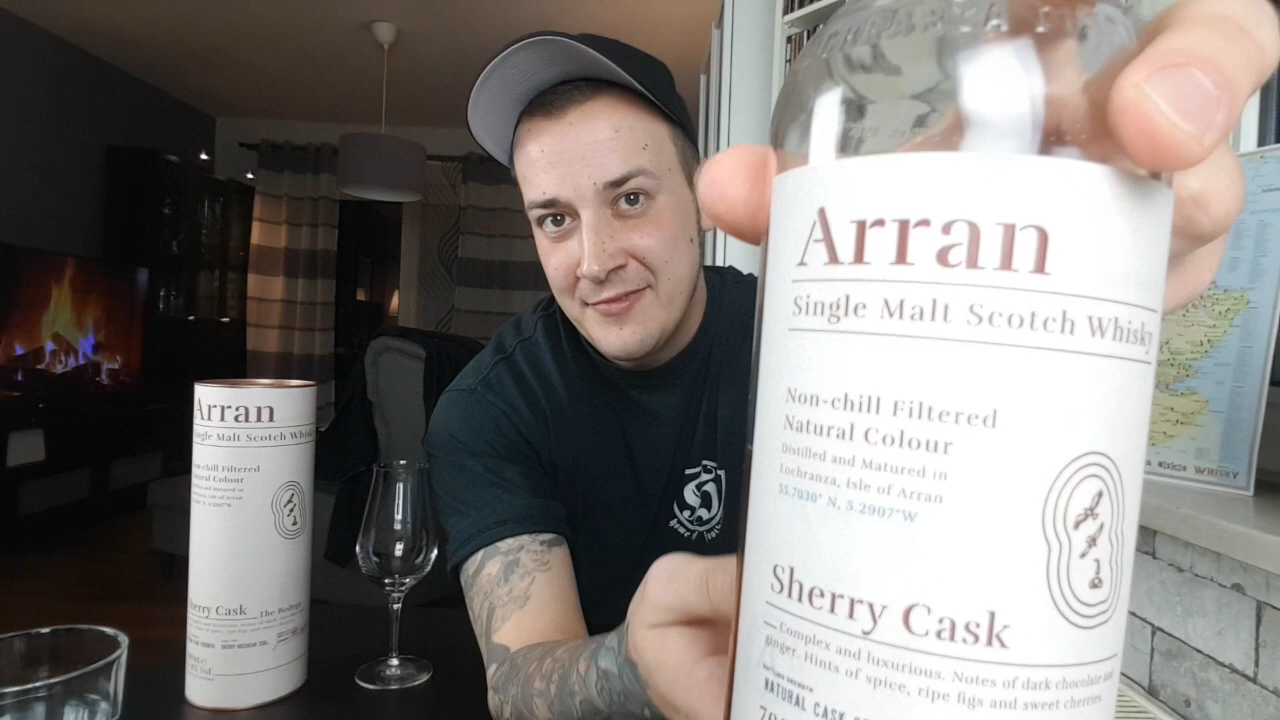 Arran
Single Malt Scotch Whisky
Non-chill Filtered
Natural Colour
Distilled and Matured in
Lochranza, Isle of Arran
55.7030° N, 5.2907°W
Sherry Cask
Complex and luxurious. Notes of dark chocolate and
ginger. Hints of spice, ripe figs and sweet cherries.
NATURAL CASK
Arran
Single Malt Scotch Whisky
Non-chill Filtered
Natural Colour
Sherry Cask The Bodega
WHISKY